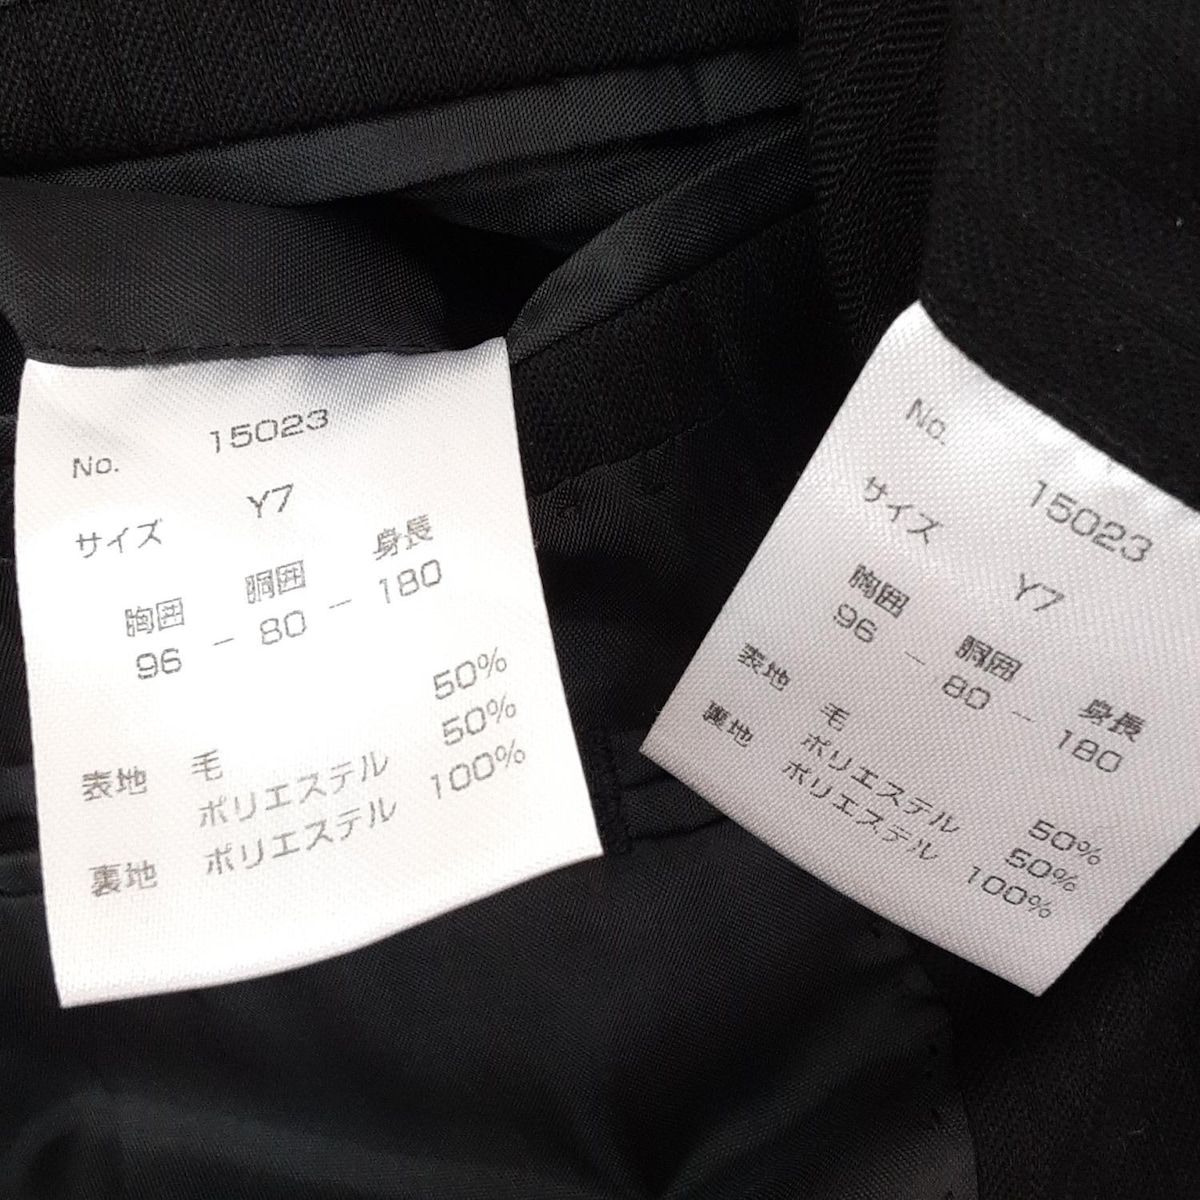 No. 15023
サイズ Y7
胸囲 胴囲 身長
96 - 80 - 180
表地 毛 50%
ポリエステル 50%
裏地 ポリエステル 100%
No. 15023
サイズ Y7
胸囲 胴囲 身長
96 - 80 - 180
表地 毛 50%
ポリエステル 50%
裏地 ポリエステル 100%